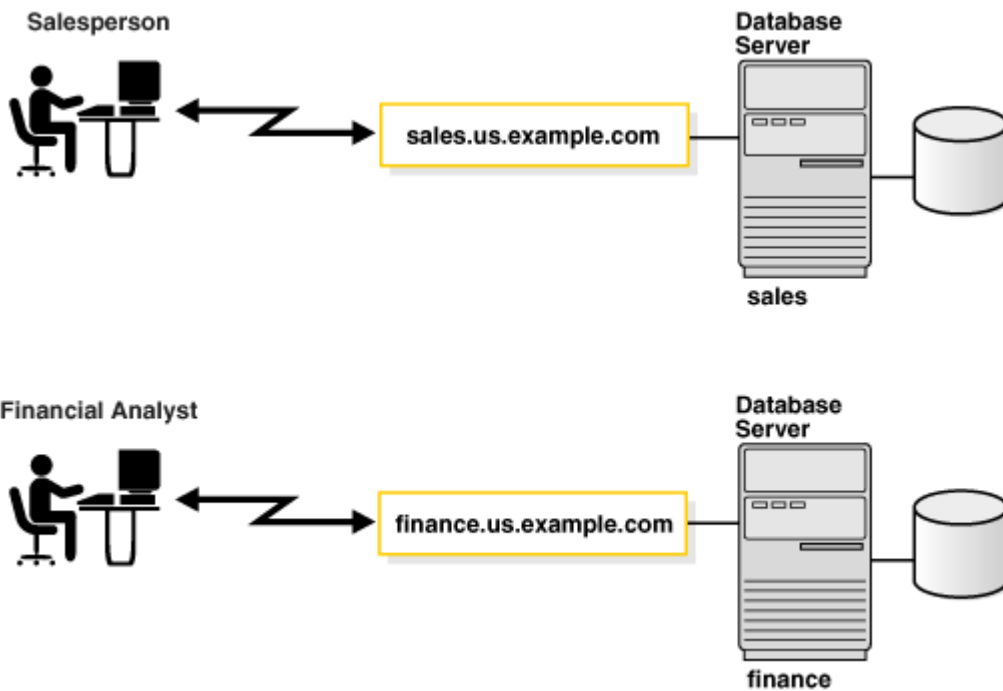 Salesperson
Database
Server
sales.us.example.com
sales
Financial Analyst
Database
Server
finance.us.example.com
finance